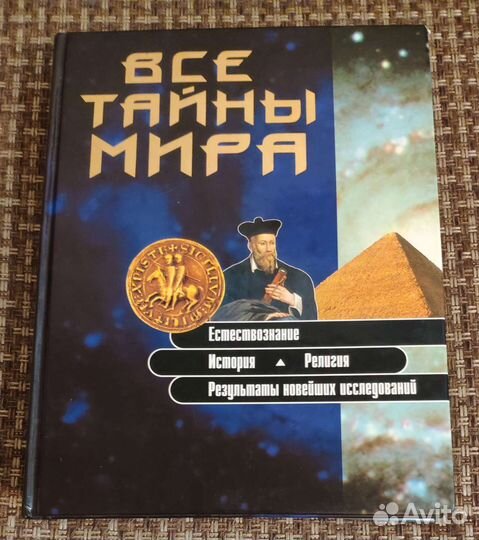 ВСЕ
ТАЙНЫ
МИРА
Естествознание
История ▲ Религия
Результаты новейших исследований
Avito